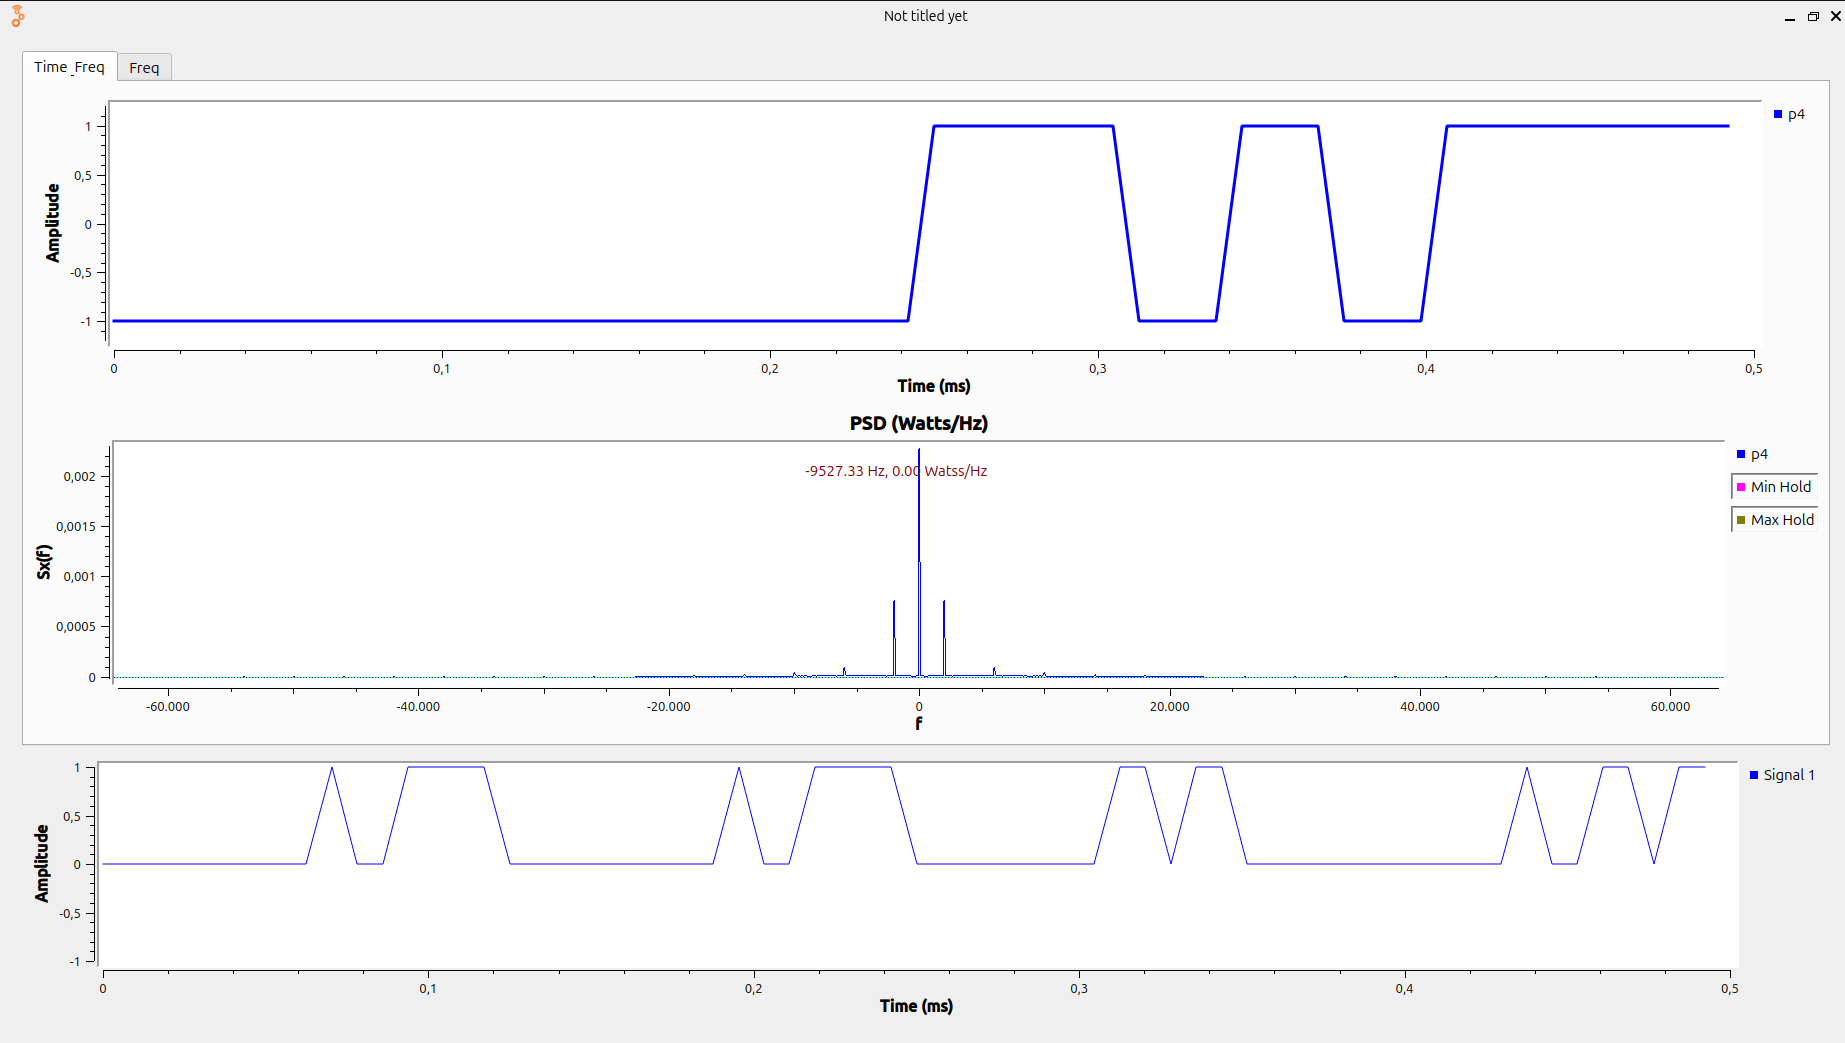 Not titled yet
Time_Freq
Freq
Amplitude
1
0,5
0
-0,5
-1
p4
0
0,1
0,2
0,3
0,4
0,5
Time (ms)
PSD (Watts/Hz)
-9527.33 Hz, 0.00 Watss/Hz
Sx(f)
0,002
0,0015
0,001
0,0005
0
p4
Min Hold
Max Hold
-60.000
-40.000
-20.000
0
20.000
40.000
60.000
f
Amplitude
1
0,5
0
-0,5
-1
Signal 1
0
0,1
0,2
0,3
0,4
0,5
Time (ms)